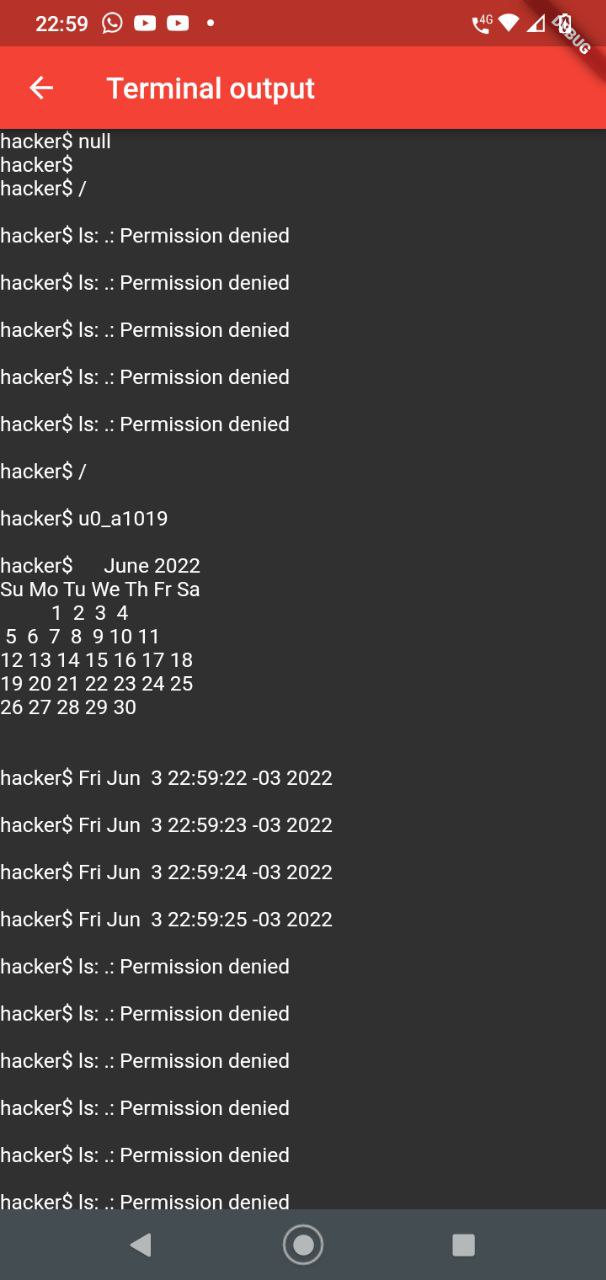 22:59
4G
DEBUG
Terminal output
hacker$ null
hacker$
hacker$ /
hacker$ ls: .: Permission denied
hacker$ ls: .: Permission denied
hacker$ ls: .: Permission denied
hacker$ ls: .: Permission denied
hacker$ ls: .: Permission denied
hacker$ /
hacker$ u0_a1019
hacker$      June 2022
Su Mo Tu We Th Fr Sa
          1  2  3  4
 5  6  7  8  9 10 11
12 13 14 15 16 17 18
19 20 21 22 23 24 25
26 27 28 29 30
hacker$ Fri Jun  3 22:59:22 -03 2022
hacker$ Fri Jun  3 22:59:23 -03 2022
hacker$ Fri Jun  3 22:59:24 -03 2022
hacker$ Fri Jun  3 22:59:25 -03 2022
hacker$ ls: .: Permission denied
hacker$ ls: .: Permission denied
hacker$ ls: .: Permission denied
hacker$ ls: .: Permission denied
hacker$ ls: .: Permission denied
hacker$ ls: .: Permission denied